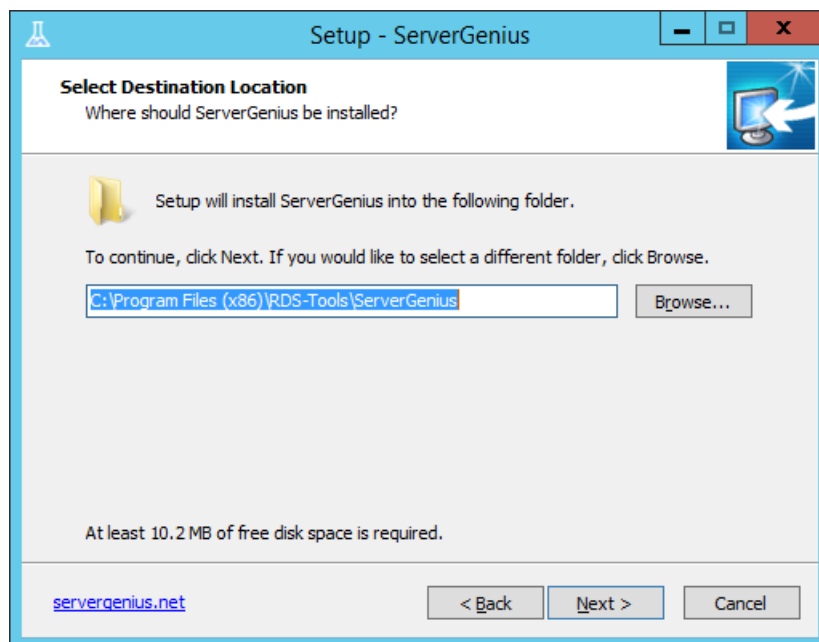 Setup - ServerGenius
Select Destination Location
Where should ServerGenius be installed?
Setup will install ServerGenius into the following folder.
To continue, click Next. If you would like to select a different folder, click Browse.
C:\Program Files (x86)\RDS-Tools\ServerGenius
Browse...
At least 10.2 MB of free disk space is required.
servergenius.net
< Back
Next >
Cancel